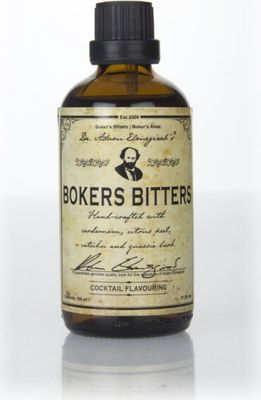 Est.2009
Boker's Bitters | Boker's Amer
Dr. Adam Elmegirab's
BOKERS BITTERS
Hand-crafted with
cardamom, citrus peel,
catechu and quassia bark.
COCKTAIL FLAVOURING